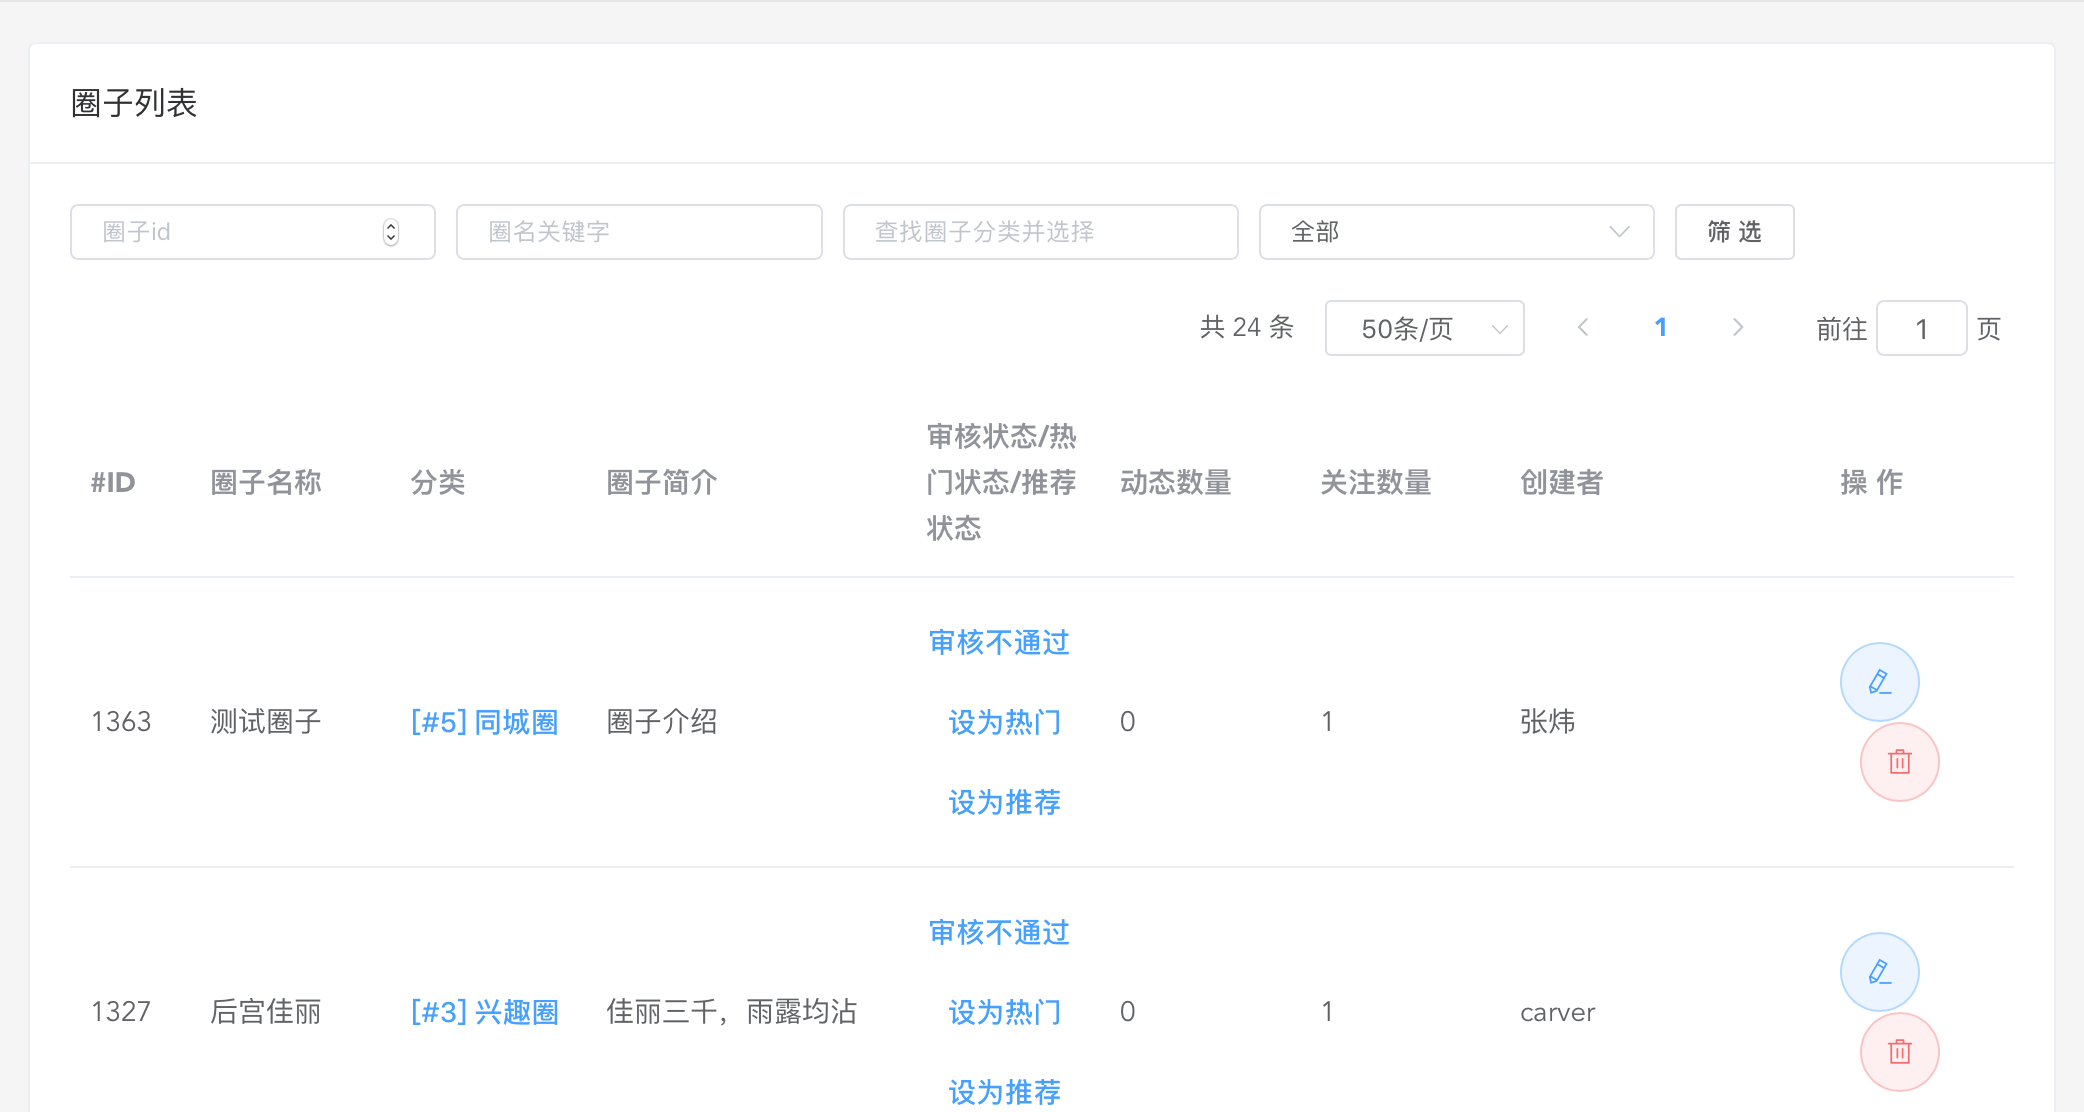 圈子列表
圈子id 圈名关键字 查找圈子分类并选择 全部 筛 选
共 24 条 50条/页 1 前往 1 页
#ID 圈子名称 分类 圈子简介 审核状态/热门状态/推荐状态 动态数量 关注数量 创建者 操 作
审核不通过
1363 测试圈子 [#5] 同城圈 圈子介绍 设为热门 0 1 张炜
设为推荐
审核不通过
1327 后宫佳丽 [#3] 兴趣圈 佳丽三千，雨露均沾 设为热门 0 1 carver
设为推荐